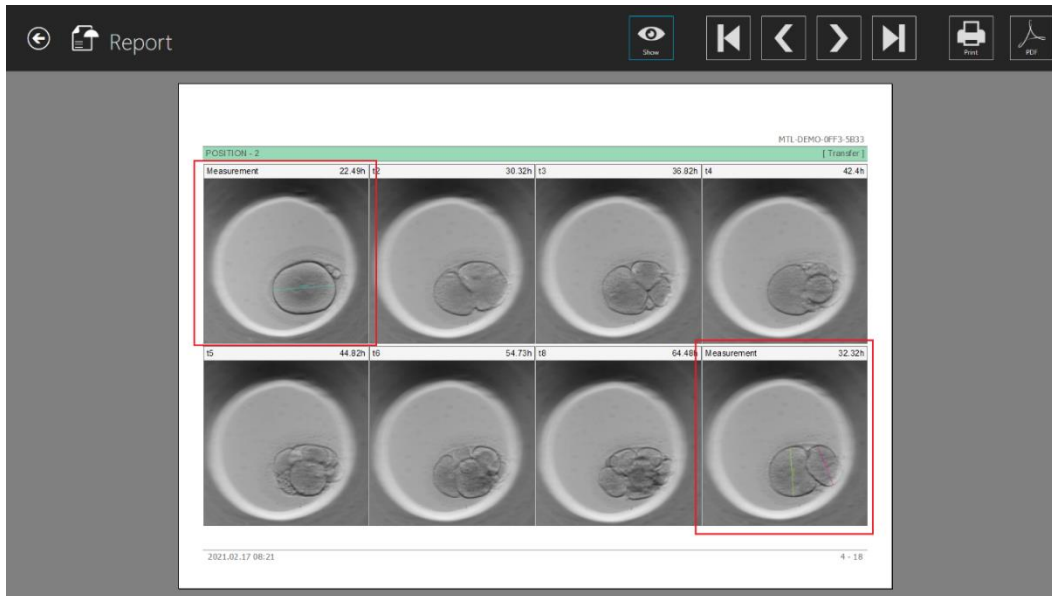 Report
Show
Print
PDF
MTL-DEMO-0FF3-5B33
POSITION - 2 [ Transfer ]
Measurement 22.49h t2 30.32h t3 36.82h t4 42.4h
t5 44.82h t6 54.73h t8 64.48h Measurement 32.32h
2021.02.17 08:21 4 - 18